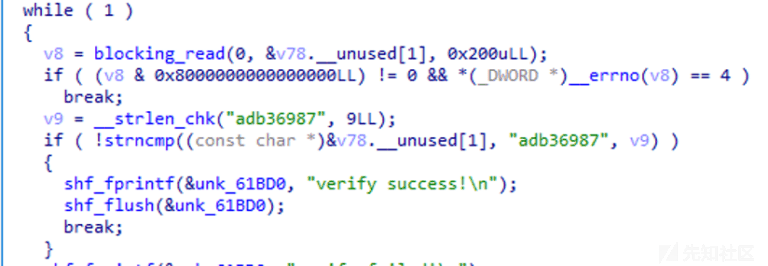 while ( 1 )
{
v8 = blocking_read(0, &v78.__unused[1], 0x200uLL);
if ( (v8 & 0x8000000000000000LL) != 0 && *(_DWORD *)__errno(v8) == 4 )
break;
v9 = __strlen_chk("adb36987", 9LL);
if ( !strncmp((const char *)&v78.__unused[1], "adb36987", v9) )
{
shf_fprintf(&unk_61BD0, "verify success!\n");
shf_flush(&unk_61BD0);
break;
}
先知社区